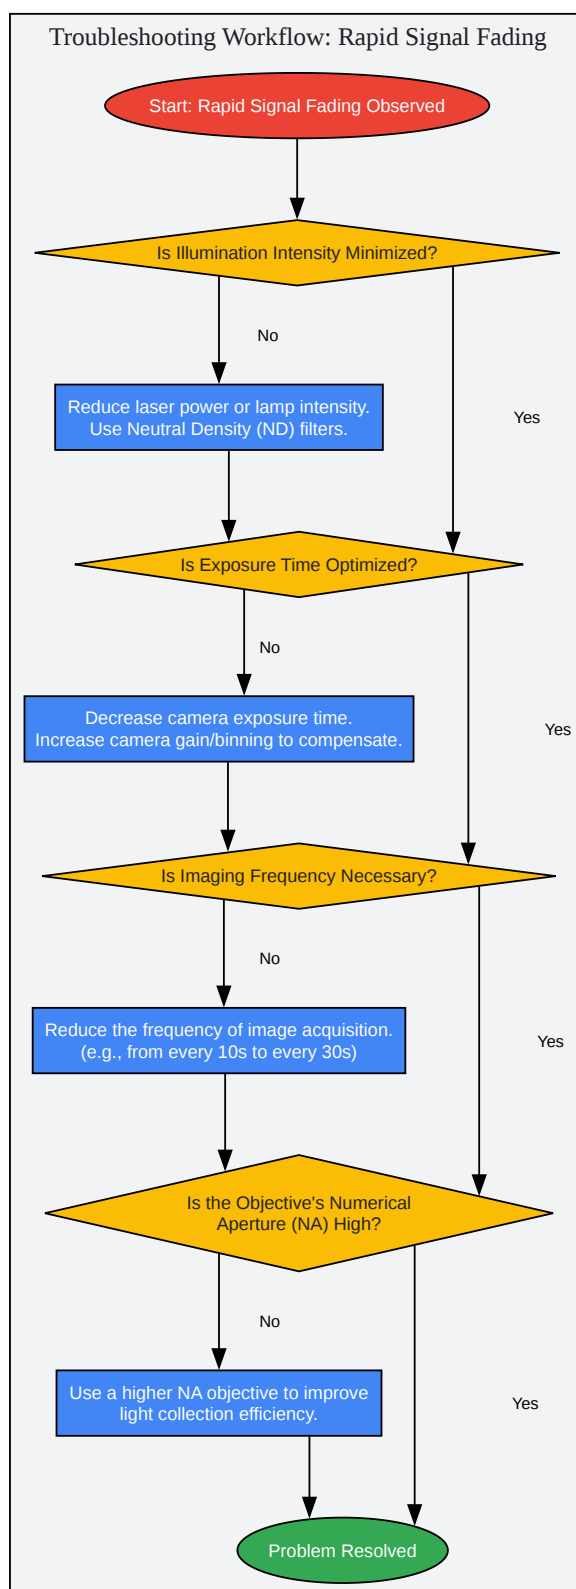 Troubleshooting Workflow: Rapid Signal Fading
Start: Rapid Signal Fading Observed
Is Illumination Intensity Minimized?
No
Reduce laser power or lamp intensity.
Use Neutral Density (ND) filters.
Yes
Is Exposure Time Optimized?
No
Decrease camera exposure time.
Increase camera gain/binning to compensate.
Yes
Is Imaging Frequency Necessary?
No
Reduce the frequency of image acquisition.
(e.g., from every 10s to every 30s)
Yes
Is the Objective's Numerical
Aperture (NA) High?
No
Use a higher NA objective to improve
light collection efficiency.
Yes
Problem Resolved